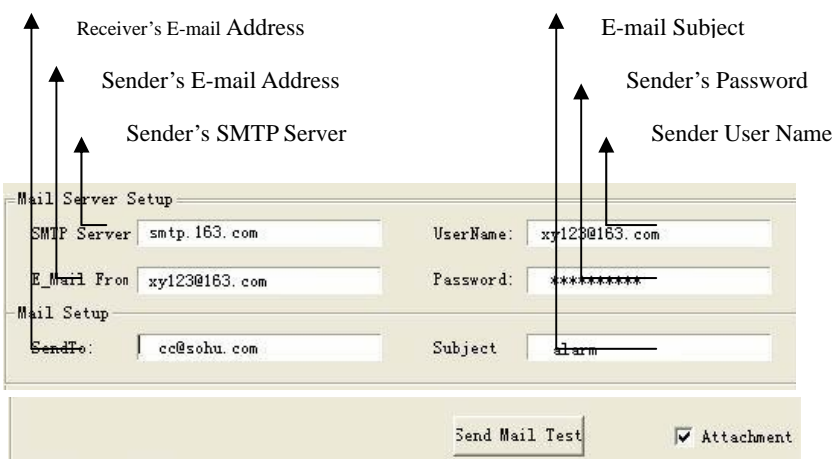 Receiver's E-mail Address E-mail Subject
Sender's E-mail Address Sender's Password
Sender's SMTP Server Sender User Name
Mail Server Setup
SMTP Server smtp.163.com UserName: xy123@163.com
E_Mail From xy123@163.com Password: **********
Mail Setup
SendTo: cc@sohu.com Subject alarm
Send Mail Test Attachment